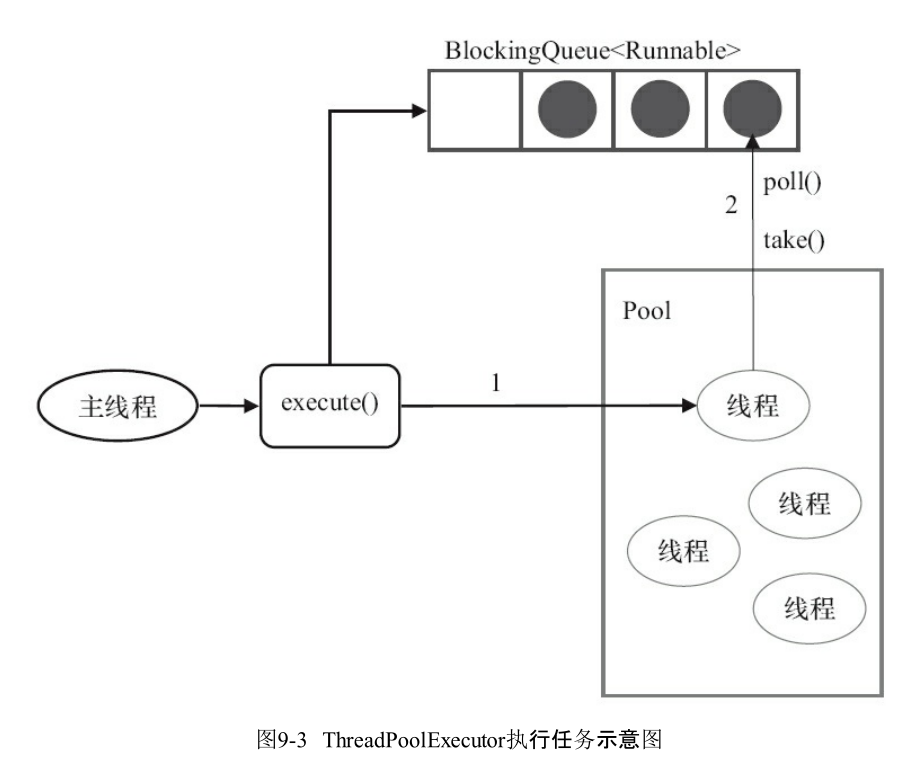 BlockingQueue<Runnable>
poll()
2
take()
Pool
主线程
execute()
1
线程
线程
线程
线程
图9-3 ThreadPoolExecutor执行任务示意图